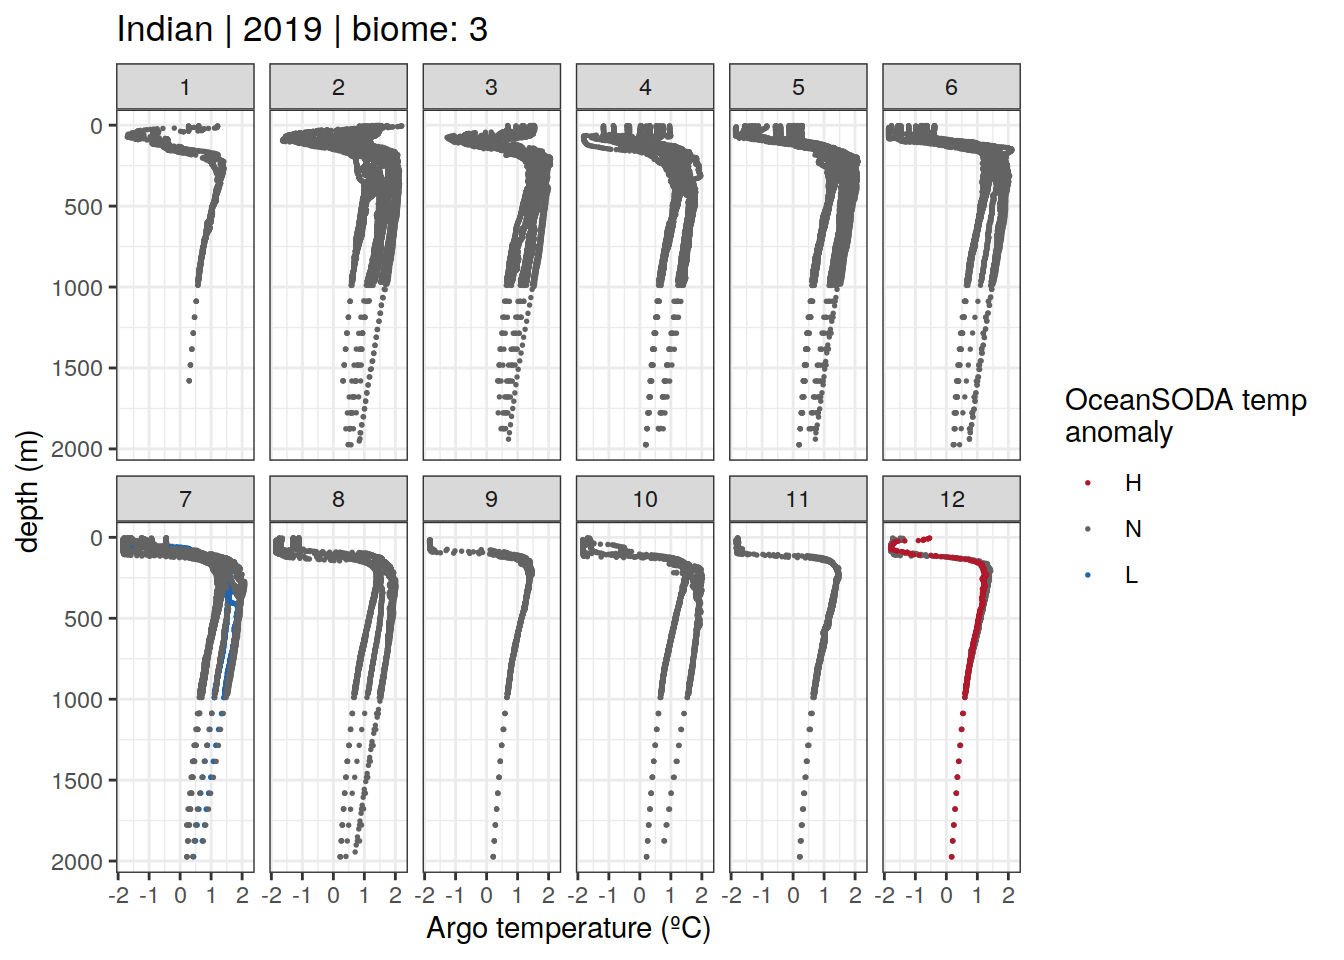 Indian | 2019 | biome: 3
1 2 3 4 5 6
0
500
1000
1500
2000
7 8 9 10 11 12
0
500
1000
1500
2000
-2 -1 0 1 2 -2 -1 0 1 2 -2 -1 0 1 2 -2 -1 0 1 2 -2 -1 0 1 2 -2 -1 0 1 2
Argo temperature (ºC)
depth (m)
OceanSODA temp
anomaly
H
N
L